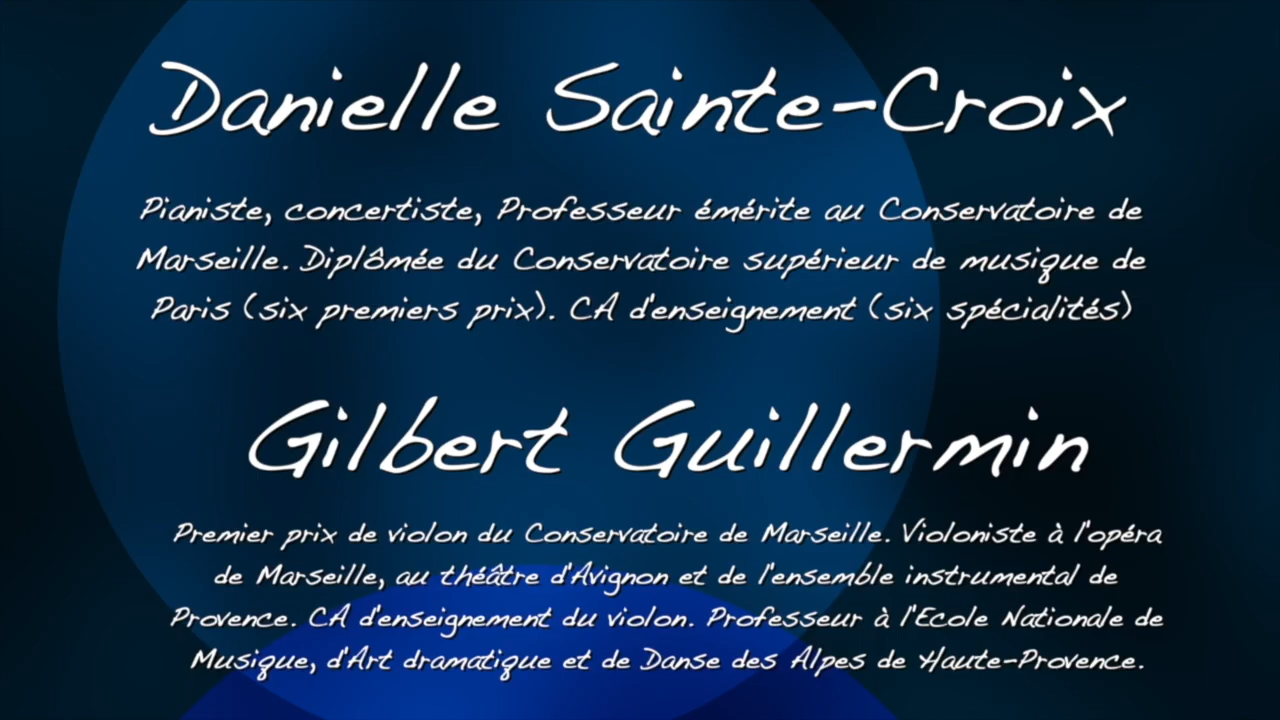 Danielle Sainte-Croix
Pianiste, concertiste, Professeur émérite au Conservatoire de
Marseille. Diplômée du Conservatoire supérieur de musique de
Paris (six premiers prix). CA d'enseignement (six spécialités)
Gilbert Guillermin
Premier prix de violon du Conservatoire de Marseille. Violoniste à l'opéra
de Marseille, au théâtre d'Avignon et de l'ensemble instrumental de
Provence. CA d'enseignement du violon. Professeur à l'Ecole Nationale de
Musique, d'Art dramatique et de Danse des Alpes de Haute-Provence.